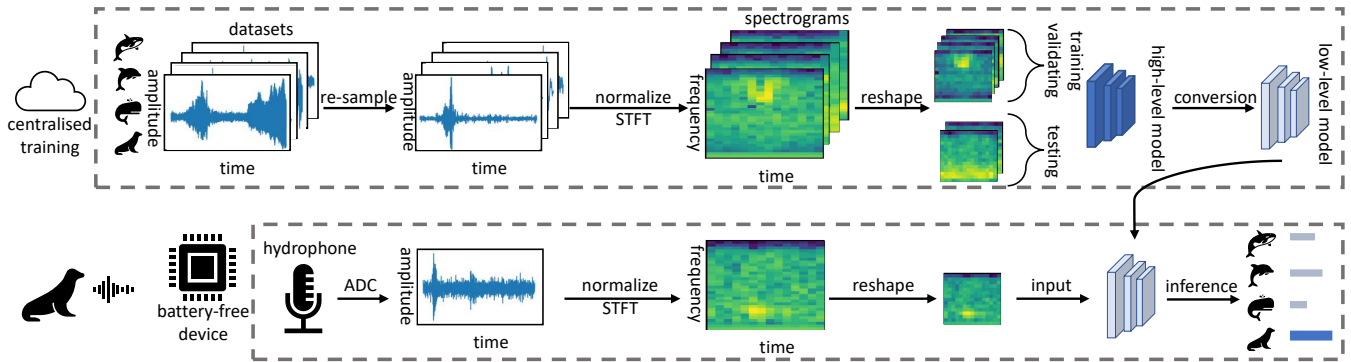 datasets
spectrograms
centralised
training
amplitude
time
re-sample
amplitude
time
normalize
STFT
frequency
time
reshape
training
validating
testing
high-level model
conversion
low-level model
battery-free
device
hydrophone
ADC
amplitude
time
normalize
STFT
frequency
time
reshape
input
inference